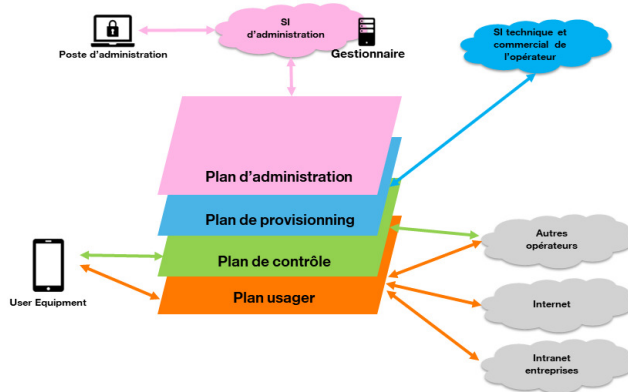 SI
d'administration
Poste d'administration
Gestionnaire
SI technique et
commercial de
l'opérateur
Plan d'administration
Plan de provisionning
Plan de contrôle
Plan usager
User Equipment
Autres
opérateurs
Internet
Intranet
entreprises